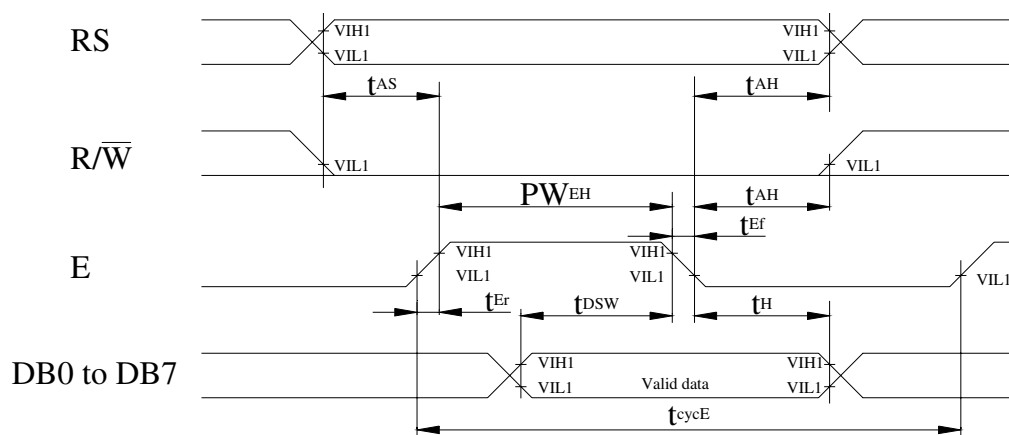 RS
VIH1
VIL1
VIH1
VIL1
tAS
tAH
R/W̅
VIL1
VIL1
PWEH
tAH
tEf
E
VIH1
VIL1
VIH1
VIL1
VIL1
tEr
tDSW
tH
DB0 to DB7
VIH1
VIL1
Valid data
VIH1
VIL1
tcycE